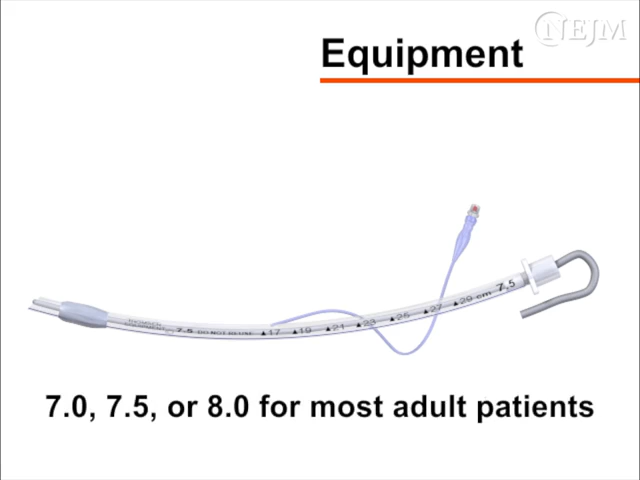 Equipment
NEJM
7.5 DO NOT REUSE ▲17 ▲19 ▲21 ▲23 ▲25 ▲27 ▲29 cm 7.5
7.0, 7.5, or 8.0 for most adult patients